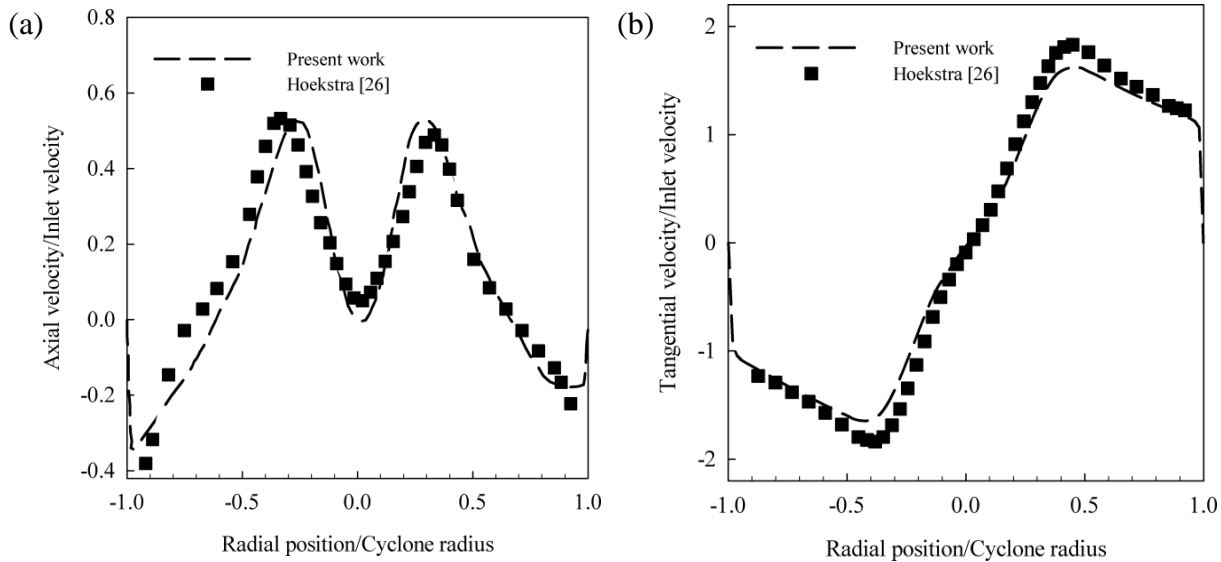 (a)
Axial velocity/Inlet velocity
0.8
0.6
0.4
0.2
0.0
-0.2
-0.4
Present work
Hoekstra [26]
-1.0
-0.5
0.0
0.5
1.0
Radial position/Cyclone radius
(b)
Tangential velocity/Inlet velocity
2
1
0
-1
-2
Present work
Hoekstra [26]
-1.0
-0.5
0.0
0.5
1.0
Radial position/Cyclone radius